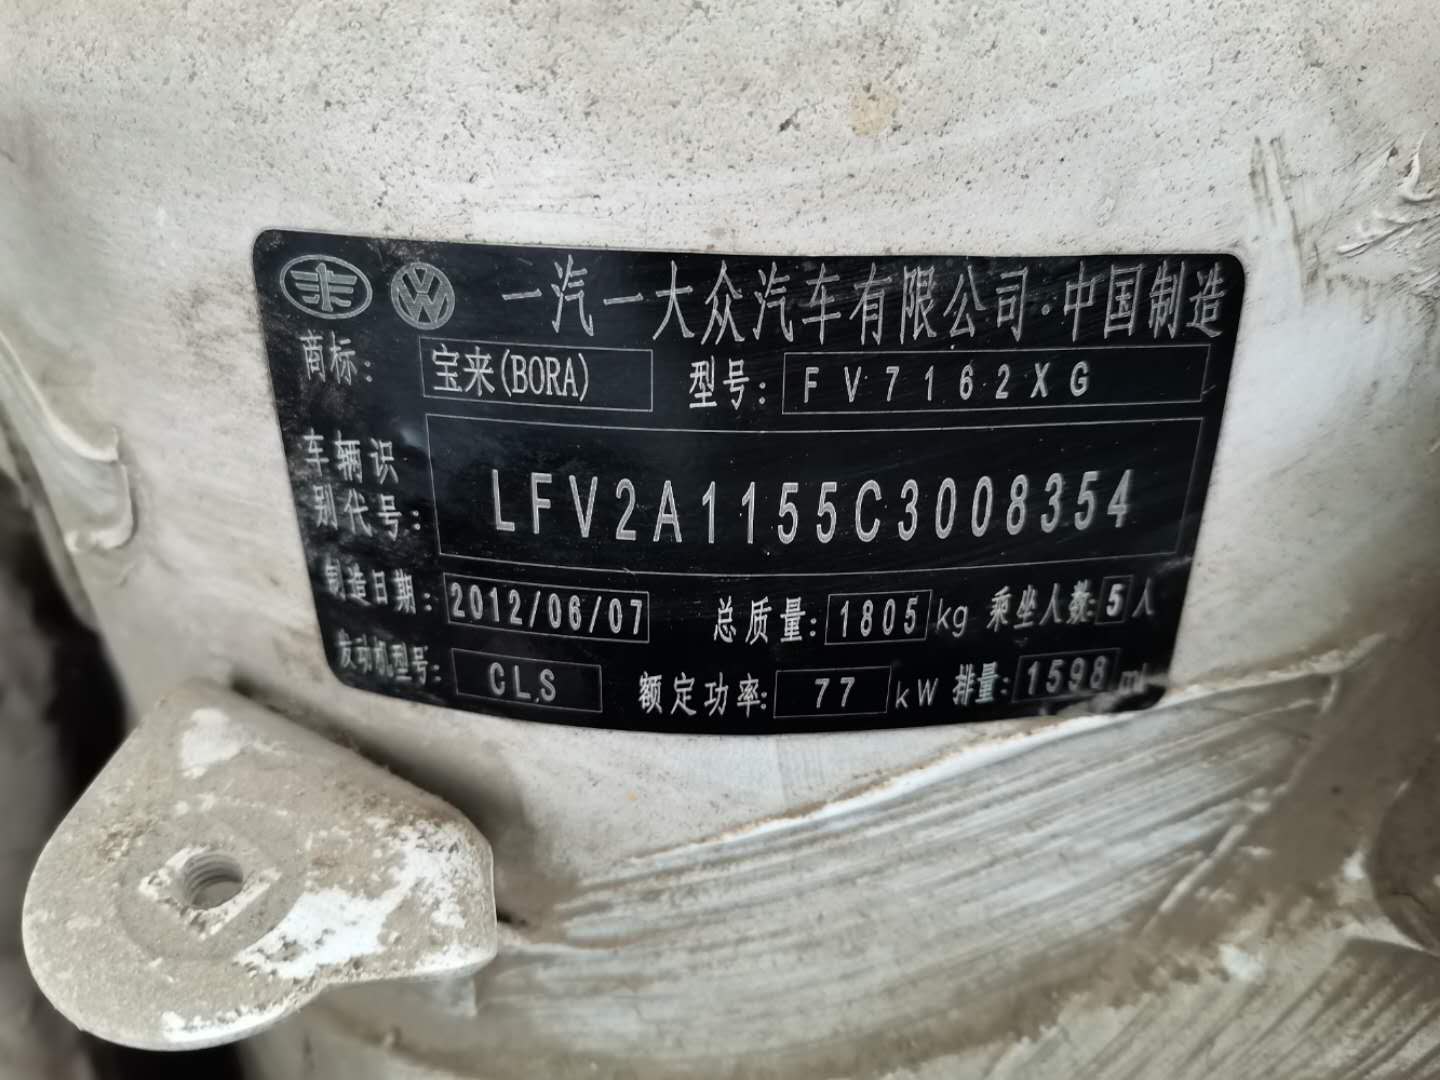 一汽一大众汽车有限公司·中国制造
商标: 宝来(BORA) 型号: FV7162XG
车辆识
别代号: LFV2A1155C3008354
制造日期: 2012/06/07 总质量: 1805 kg 乘坐人数: 5 人
发动机型号: CLS 额定功率: 77 kW 排量: 1598 ml